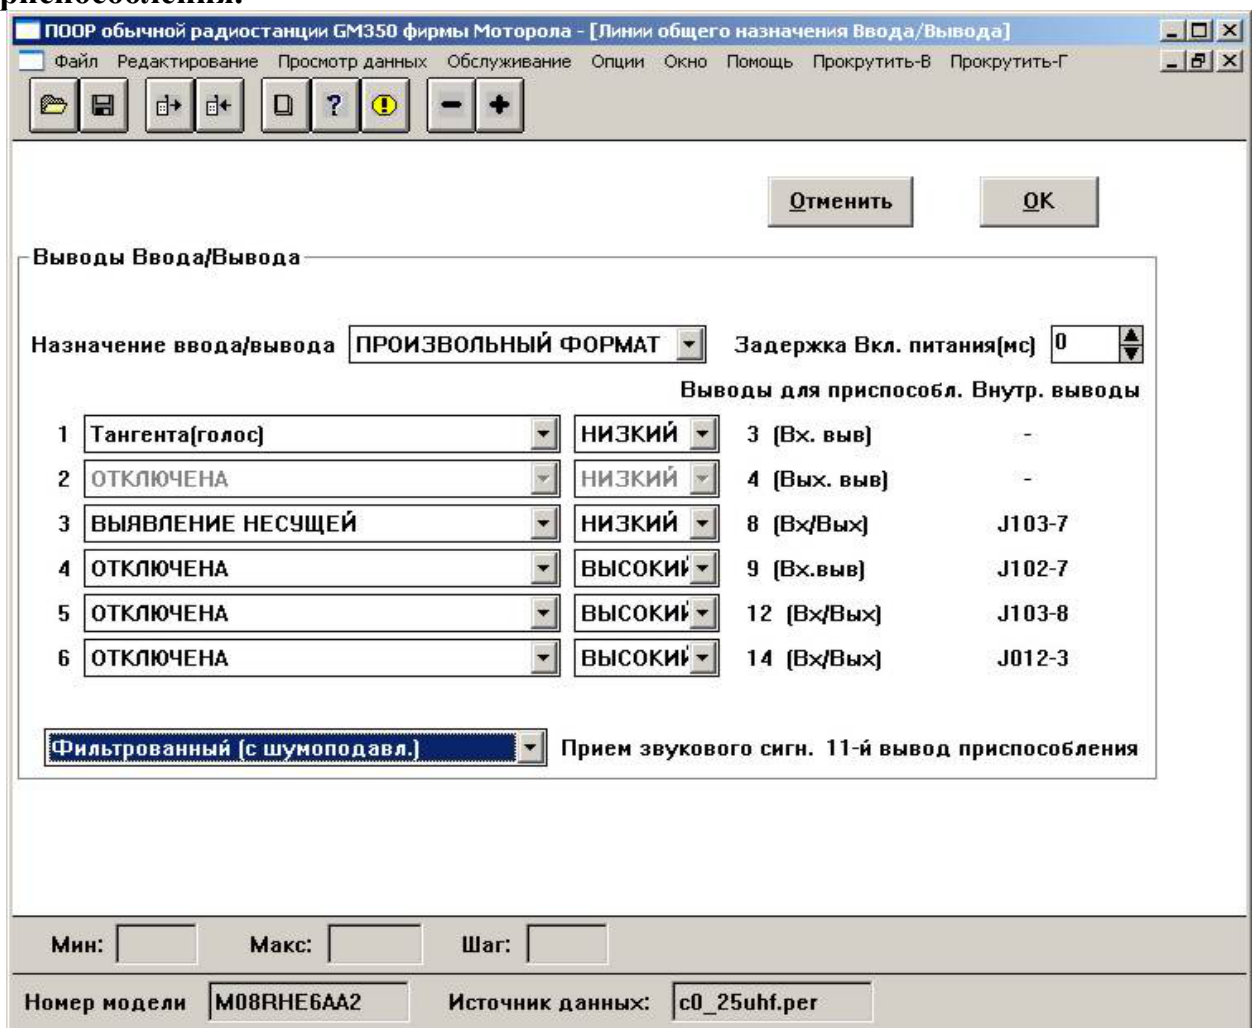 риспособления.
ПООР обычной радиостанции GM350 фирмы Моторола - [Линии общего назначения Ввода/Вывода]
Файл Редактирование Просмотр данных Обслуживание Опции Окно Помощь Прокрутить-В Прокрутить-Г
Отменить OK
Выводы Ввода/Вывода
Назначение ввода/вывода ПРОИЗВОЛЬНЫЙ ФОРМАТ Задержка Вкл. питания(мс) 0
Выводы для приспособл. Внутр. выводы
1 Тангента(голос) НИЗКИЙ 3 (Вх. выв) -
2 ОТКЛЮЧЕНА НИЗКИЙ 4 (Вых. выв) -
3 ВЫЯВЛЕНИЕ НЕСУЩЕЙ НИЗКИЙ 8 (Вх/Вых) J103-7
4 ОТКЛЮЧЕНА ВЫСОКИЙ 9 (Вх.выв) J102-7
5 ОТКЛЮЧЕНА ВЫСОКИЙ 12 (Вх/Вых) J103-8
6 ОТКЛЮЧЕНА ВЫСОКИЙ 14 (Вх/Вых) J012-3
Фильтрованный (с шумоподавл.) Прием звукового сигн. 11-й вывод приспособления
Мин: Макс: Шаг:
Номер модели M08RHE6AA2 Источник данных: c0_25uhf.per